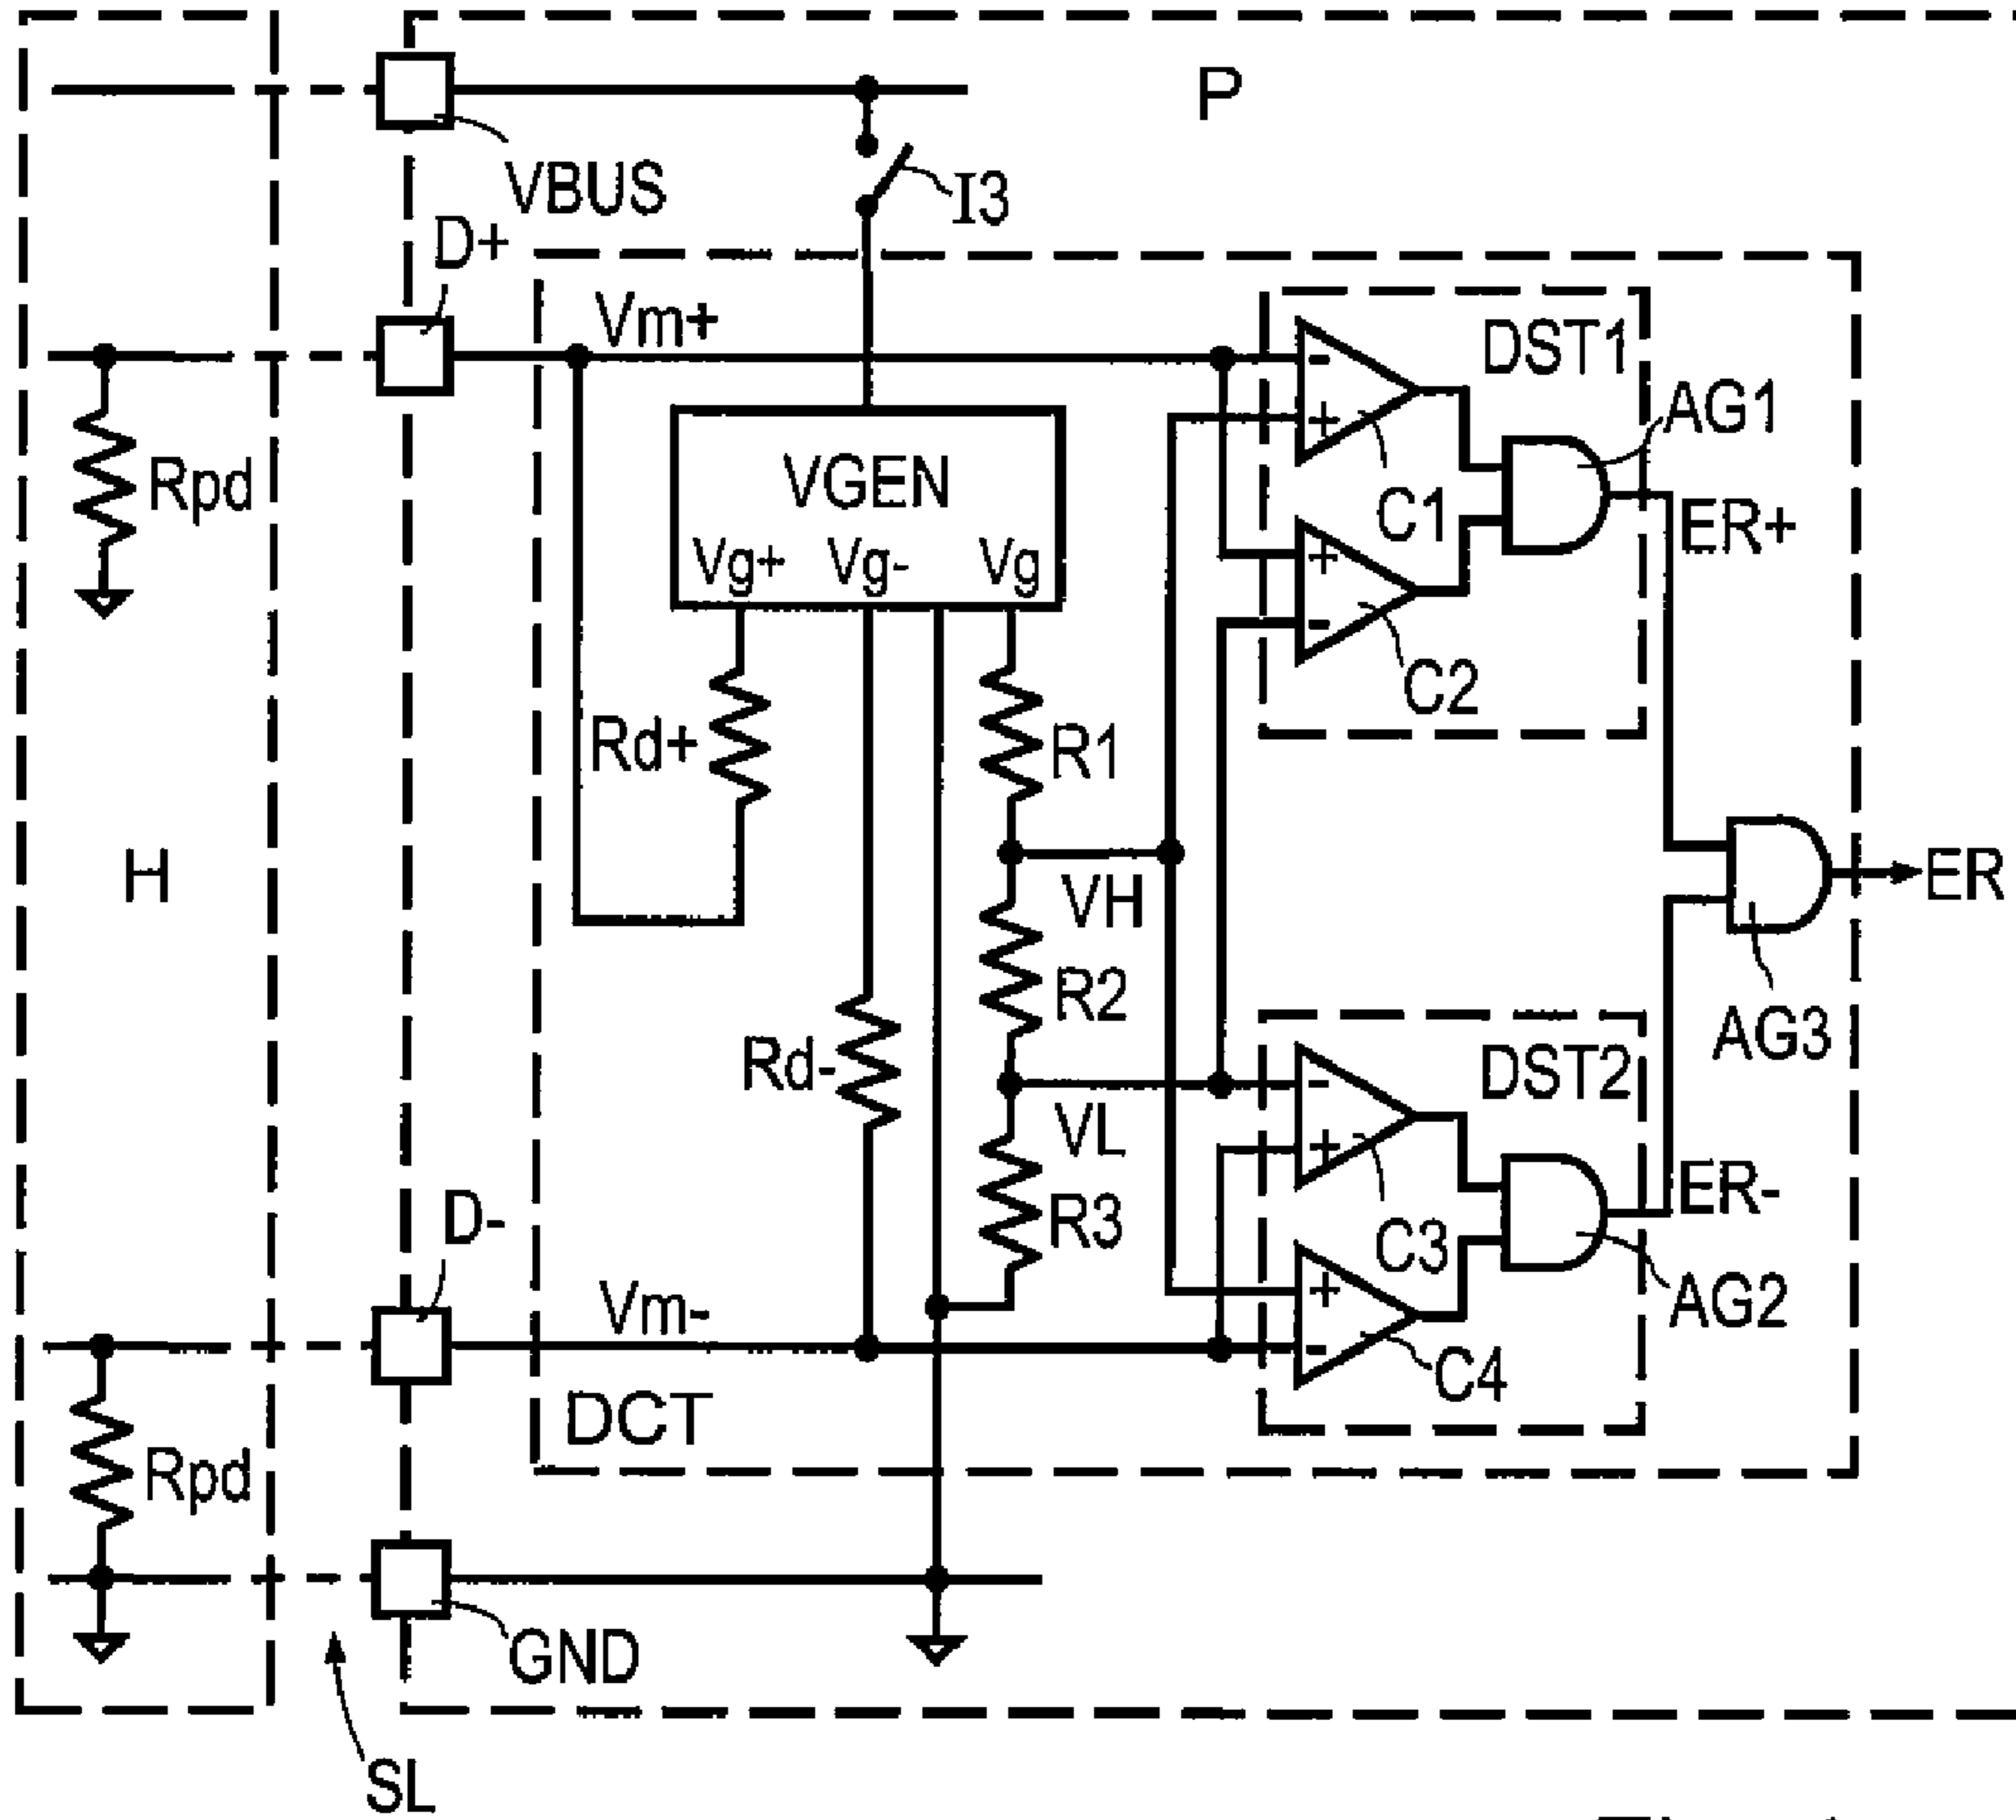 P
VBUS
I3
D+
Vm+
DST1
-
+
AG1
Rpd
VGEN
C1
ER+
Vg+ Vg- Vg
+
-
C2
Rd+
R1
H
VH
ER
R2
AG3
Rd-
DST2
-
VL
+
D-
R3
C3
ER-
+
AG2
Vm-
-
C4
DCT
Rpd
GND
SL